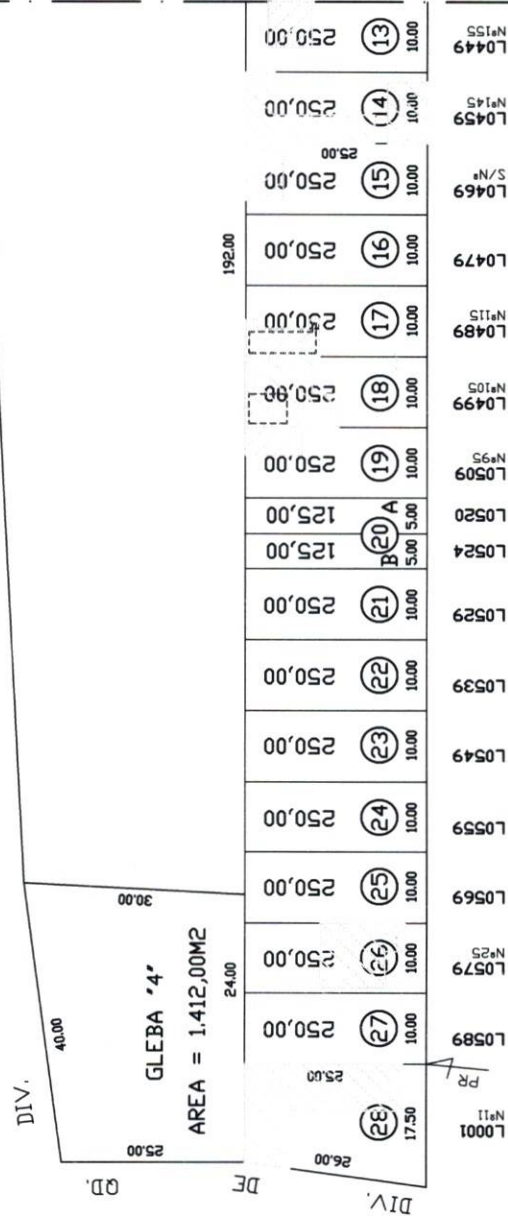 Nº155
L0449
10.00
13
250,00
Nº145
L0459
10.00
14
250,00
25.00
S/Nº
L0469
10.00
15
250,00
L0479
10.00
16
250,00
192.00
Nº115
L0489
10.00
17
250,00
Nº105
L0499
10.00
18
250,00
Nº95
L0509
10.00
19
250,00
L0520
5.00
A
125,00
20
L0524
5.00
B
125,00
L0529
10.00
21
250,00
L0539
10.00
22
250,00
L0549
10.00
23
250,00
L0559
10.00
24
250,00
L0569
10.00
25
250,00
30.00
Nº25
L0579
10.00
26
250,00
L0589
10.00
27
250,00
GLEBA "4"
AREA = 1.412,00M2
24.00
40.00
25.00
DIV.
QD.
DE
DIV.
26.00
25.00
28
17.50
PR
Nº11
L0001